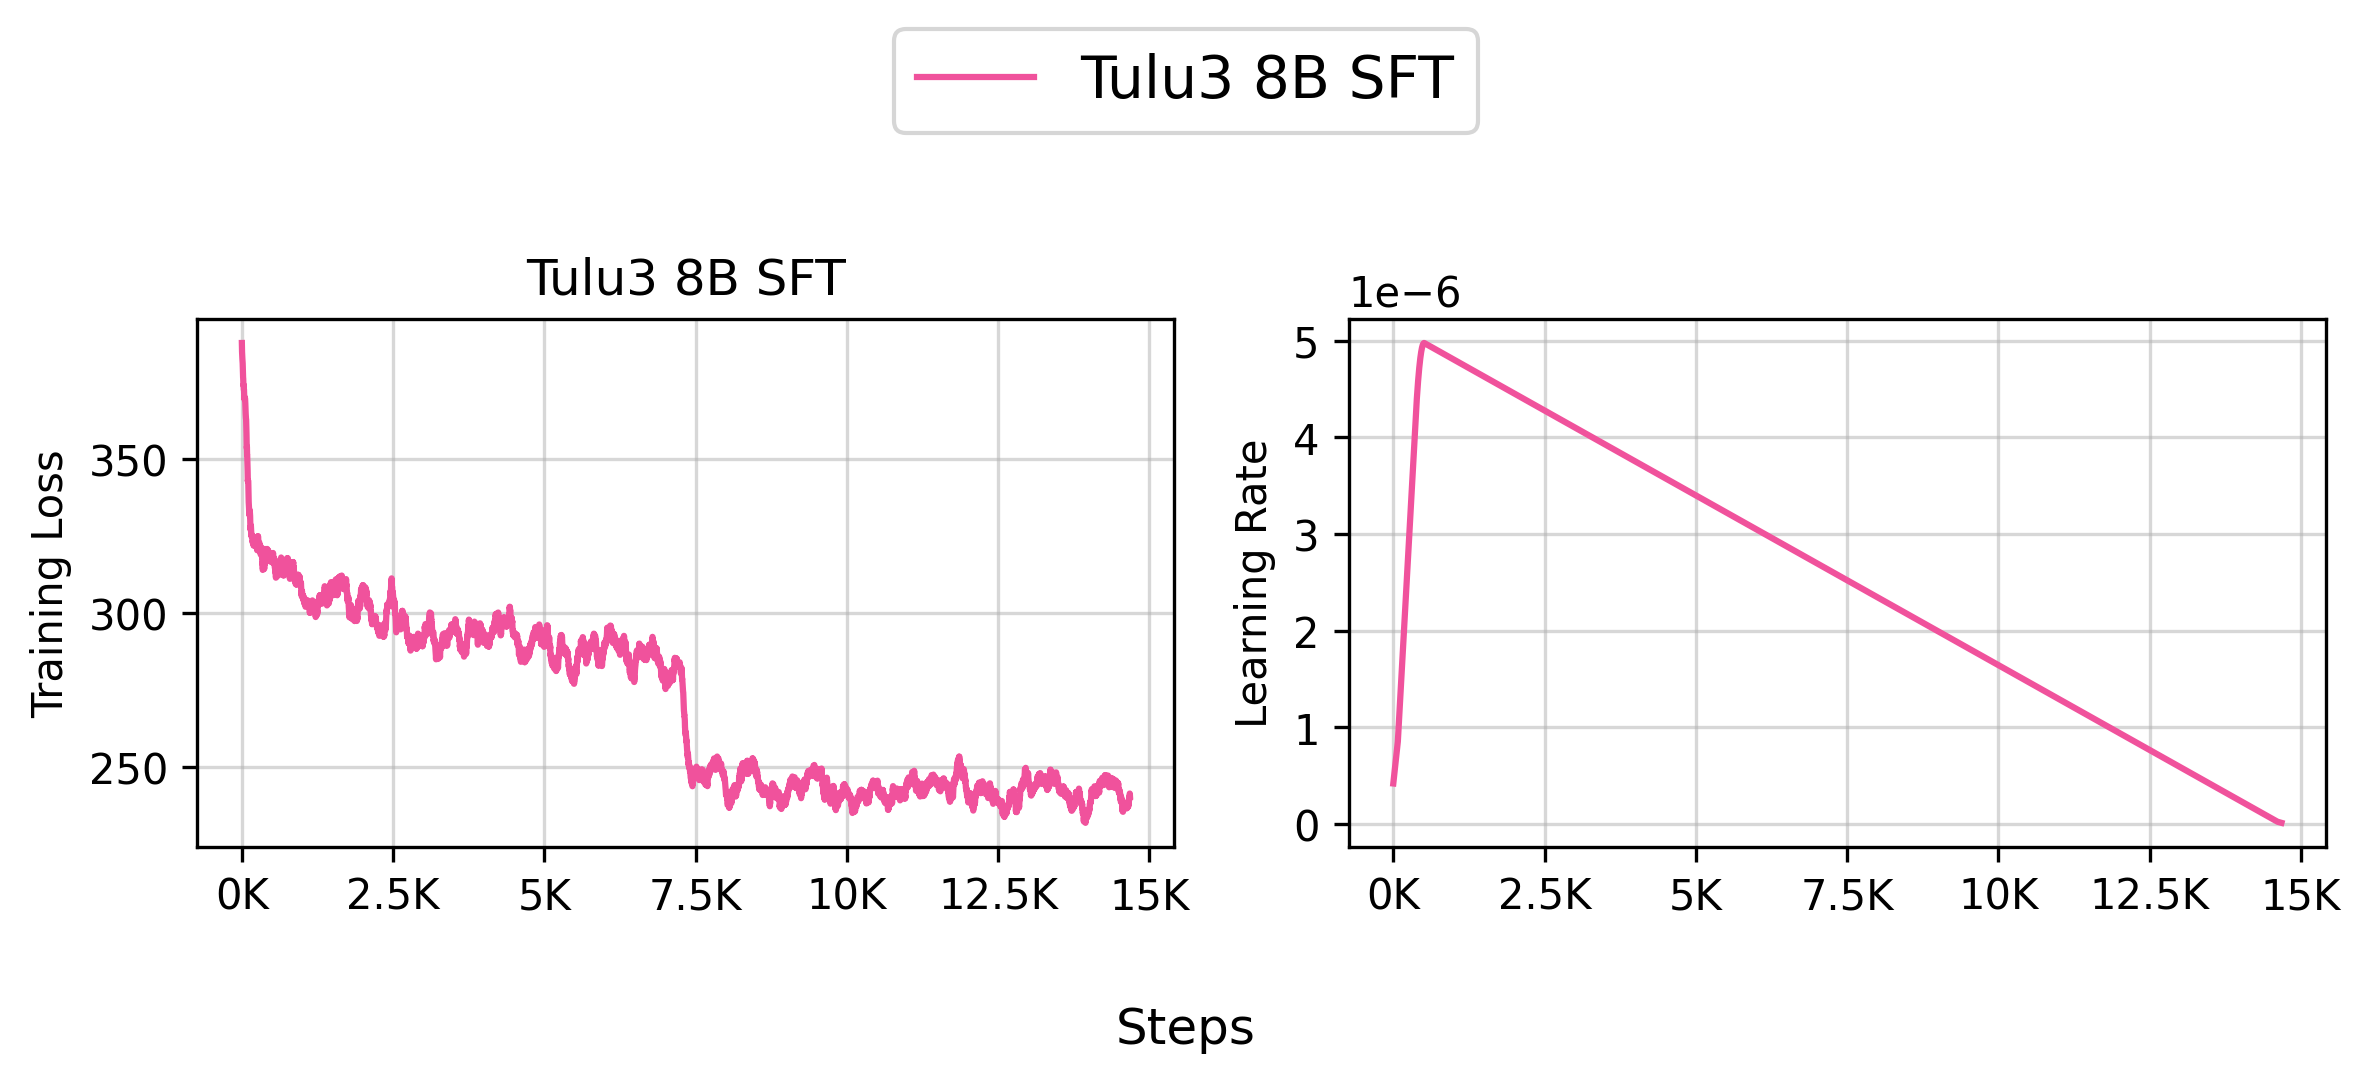 Tulu3 8B SFT
Tulu3 8B SFT
Training Loss
350
300
250
0K 2.5K 5K 7.5K 10K 12.5K 15K
1e−6
Learning Rate
5
4
3
2
1
0
0K 2.5K 5K 7.5K 10K 12.5K 15K
Steps